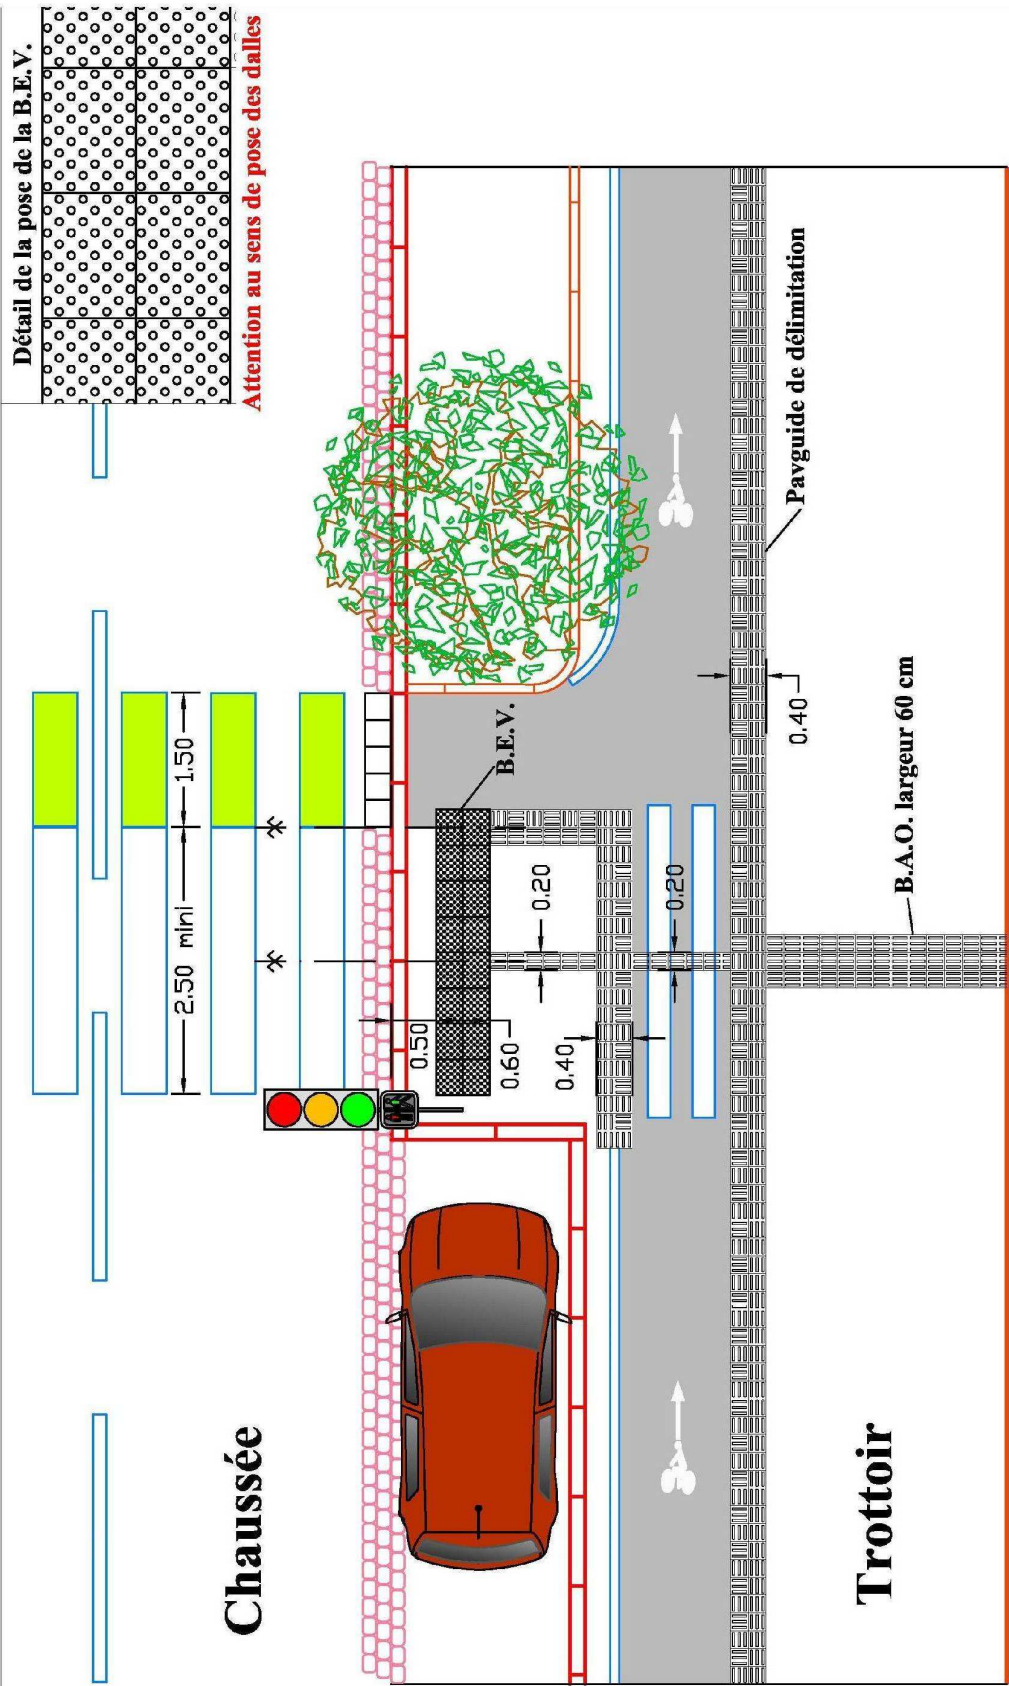 Détail de la pose de la B.E.V.
Attention au sens de pose des dalles
1.50
2.50 mini
Chaussée
B.E.V.
0.20
0.20
0.50
0.60
0.40
0.40
Pavguide de délimitation
B.A.O. largeur 60 cm
Trottoir